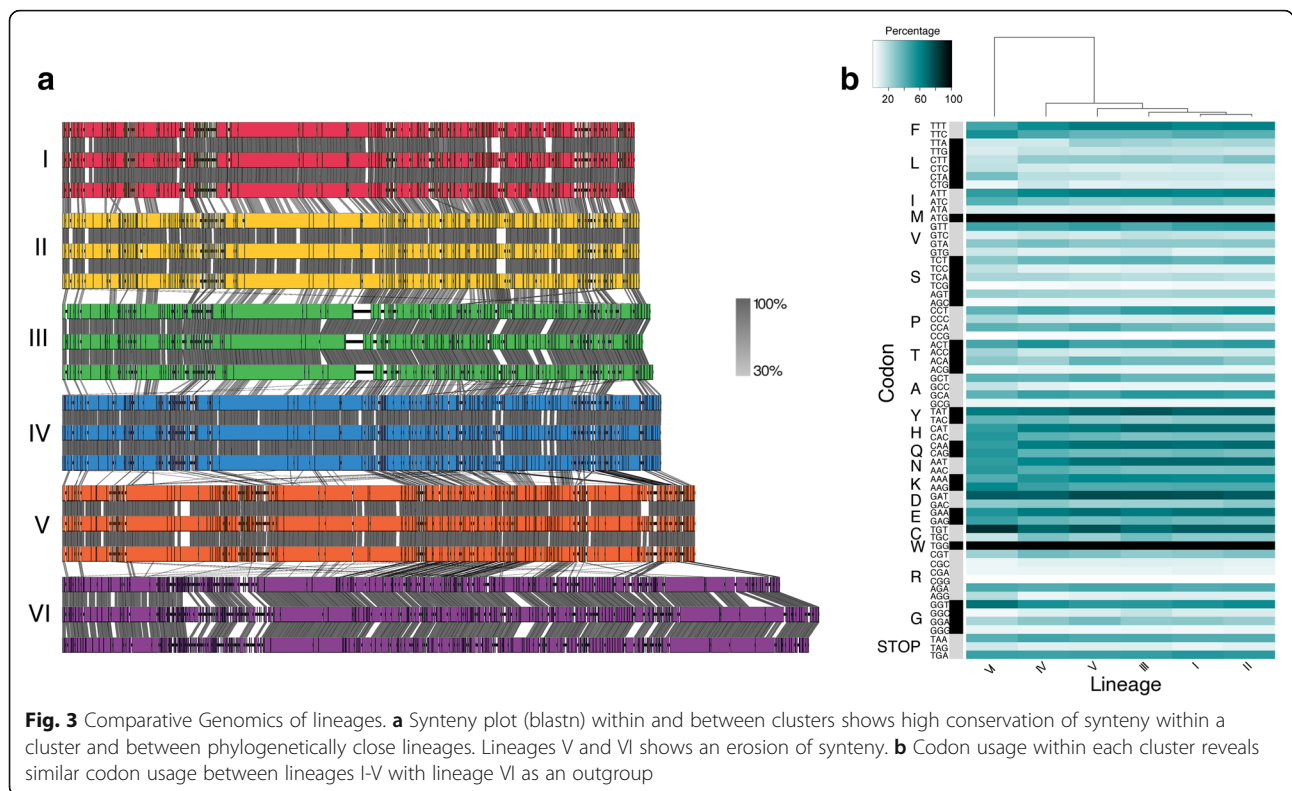 a
I
II
III
IV
V
VI
100%
30%
b
Percentage
20 60 100
Codon
F
TTT
TTC
L
TTA
TTG
CTT
CTC
CTA
CTG
I
ATT
ATC
ATA
M
ATG
V
GTT
GTC
GTA
GTG
S
TCT
TCC
TCA
TCG
AGT
AGC
P
CCT
CCC
CCA
CCG
T
ACT
ACC
ACA
ACG
A
GCT
GCC
GCA
GCG
Y
TAT
TAC
H
CAT
CAC
Q
CAA
CAG
N
AAT
AAC
K
AAA
AAG
D
GAT
GAC
E
GAA
GAG
C
TGT
TGC
W
TGG
R
CGT
CGC
CGA
CGG
AGA
AGG
G
GGT
GGC
GGA
GGG
STOP
TAA
TAG
TGA
VI IV V III I II
Lineage
Fig. 3 Comparative Genomics of lineages. a Synteny plot (blastn) within and between clusters shows high conservation of synteny within a
cluster and between phylogenetically close lineages. Lineages V and VI shows an erosion of synteny. b Codon usage within each cluster reveals
similar codon usage between lineages I-V with lineage VI as an outgroup